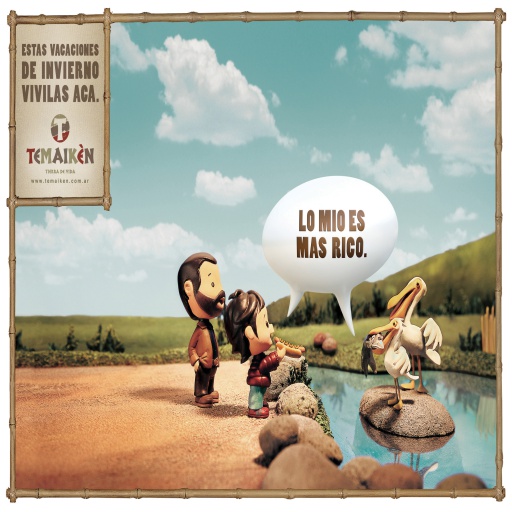 ESTAS VACACIONES
DE INVIERNO
VIVILAS ACA.
T
TEMAIKÈN
TIERRA DE VIDA
www.temaiken.com.ar
LO MIO ES
MAS RICO.